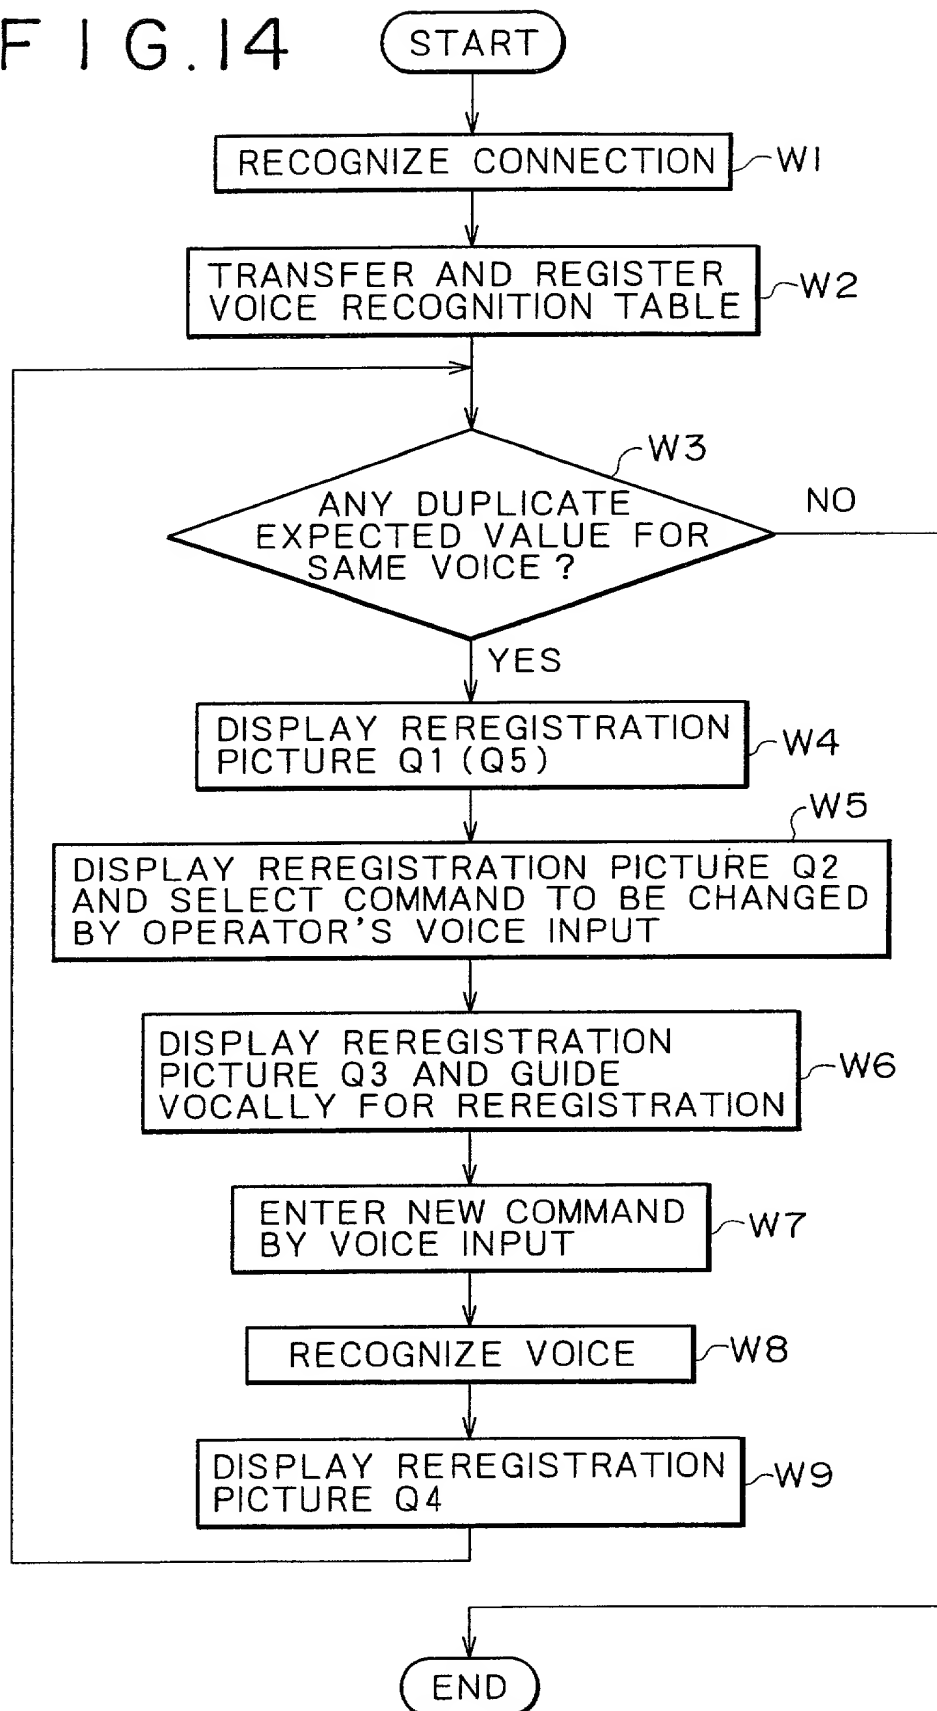 FIG.14
START
RECOGNIZE CONNECTION
W1
TRANSFER AND REGISTER
VOICE RECOGNITION TABLE
W2
W3
ANY DUPLICATE
EXPECTED VALUE FOR
SAME VOICE?
NO
YES
DISPLAY REREGISTRATION
PICTURE Q1 (Q5)
W4
W5
DISPLAY REREGISTRATION PICTURE Q2
AND SELECT COMMAND TO BE CHANGED
BY OPERATOR'S VOICE INPUT
DISPLAY REREGISTRATION
PICTURE Q3 AND GUIDE
VOCALLY FOR REREGISTRATION
W6
ENTER NEW COMMAND
BY VOICE INPUT
W7
RECOGNIZE VOICE
W8
DISPLAY REREGISTRATION
PICTURE Q4
W9
END